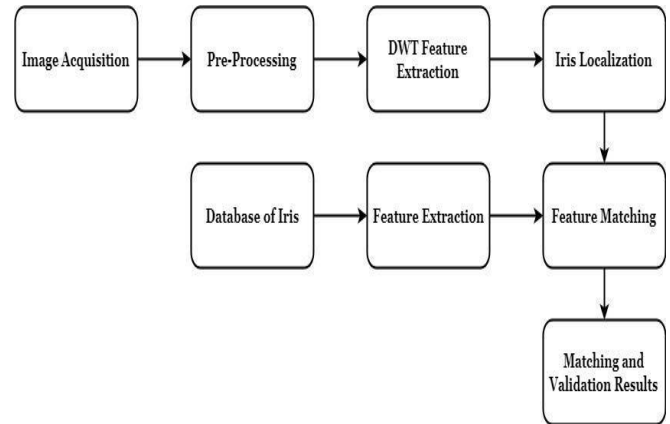 Image Acquisition
Pre-Processing
DWT Feature
Extraction
Iris Localization
Database of Iris
Feature Extraction
Feature Matching
Matching and
Validation Results